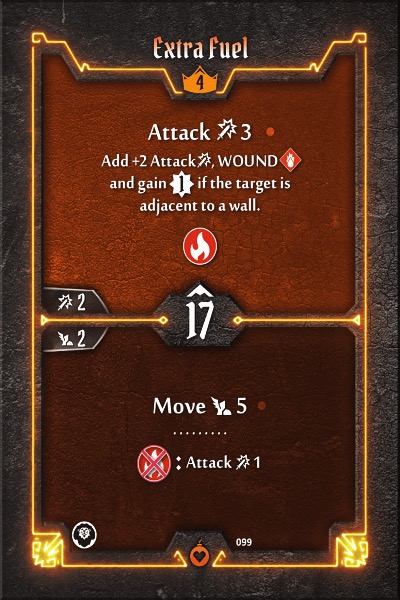 Extra Fuel
4
Attack 3
Add +2 Attack, WOUND
and gain 1 if the target is
adjacent to a wall.
2
17
2
Move 5
: Attack 1
099